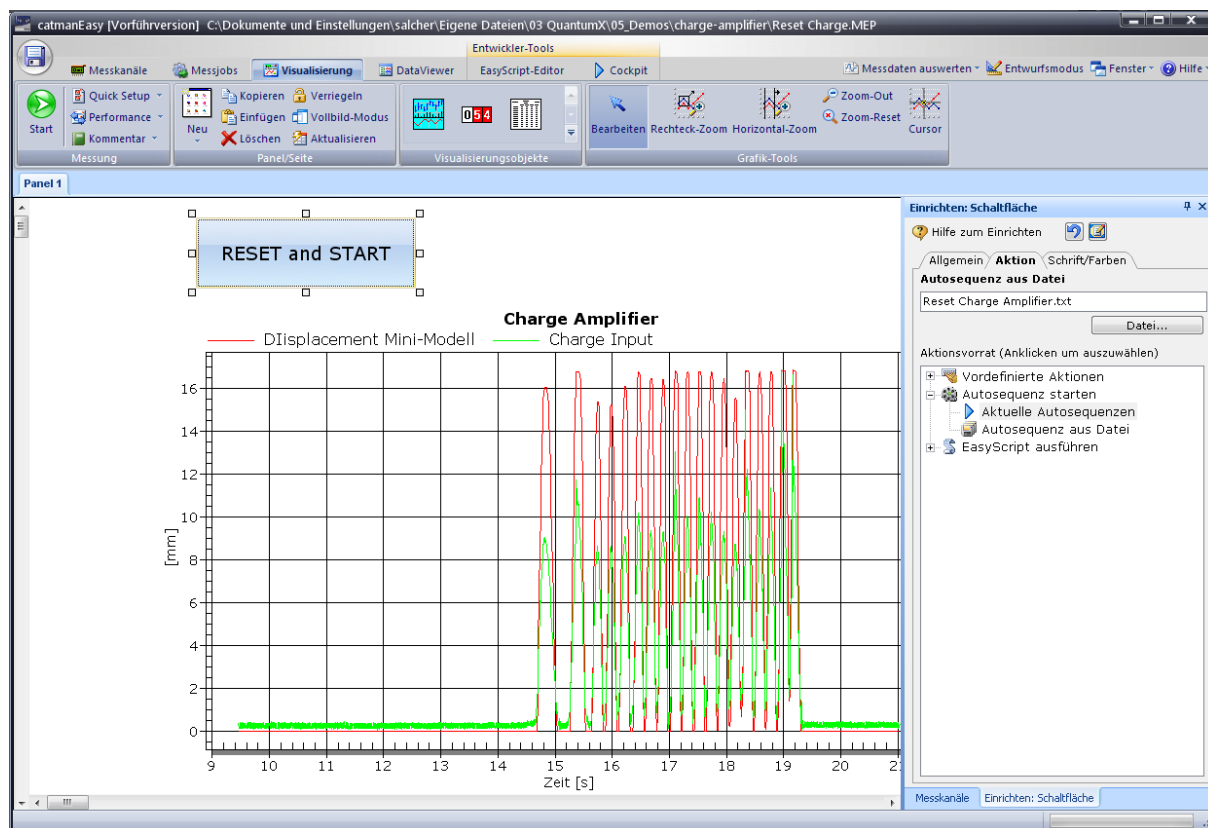 catmanEasy [Vorführversion] C:\Dokumente und Einstellungen\salcher\Eigene Dateien\03 QuantumX\05_Demos\charge-amplifier\Reset Charge.MEP
Entwickler-Tools
Messkanäle Messjobs Visualisierung DataViewer EasyScript-Editor Cockpit Messdaten auswerten Entwurfsmodus Fenster Hilfe
Start
Quick Setup
Performance
Kommentar
Messung
Neu
Kopieren Verriegeln
Einfügen Vollbild-Modus
Löschen Aktualisieren
Panel/Seite
054
Visualisierungsobjekte
Bearbeiten Rechteck-Zoom Horizontal-Zoom
Zoom-Out
Zoom-Reset
Cursor
Grafik-Tools
Panel 1
RESET and START
Charge Amplifier
DIisplacement Mini-Modell Charge Input
16
14
12
10
8
6
4
2
0
[mm]
9 10 11 12 13 14 15 16 17 18 19 20 21
Zeit [s]
Einrichten: Schaltfläche
Hilfe zum Einrichten
Allgemein Aktion Schrift/Farben
Autosequenz aus Datei
Reset Charge Amplifier.txt
Datei...
Aktionsvorrat (Anklicken um auszuwählen)
Vordefinierte Aktionen
Autosequenz starten
Aktuelle Autosequenzen
Autosequenz aus Datei
EasyScript ausführen
Messkanäle Einrichten: Schaltfläche